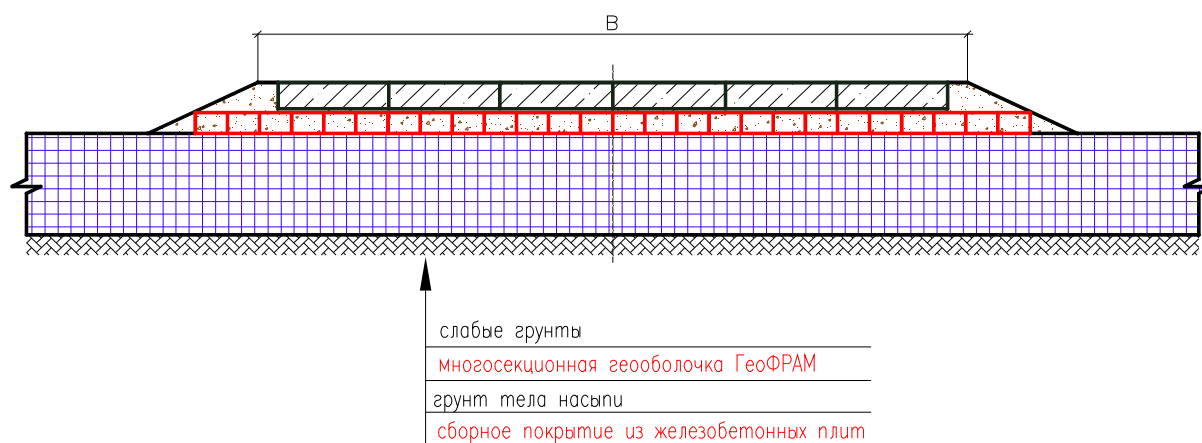 В
слабые грунты
многосекционная геооболочка ГеоФРАМ
грунт тела насыпи
сборное покрытие из железобетонных плит